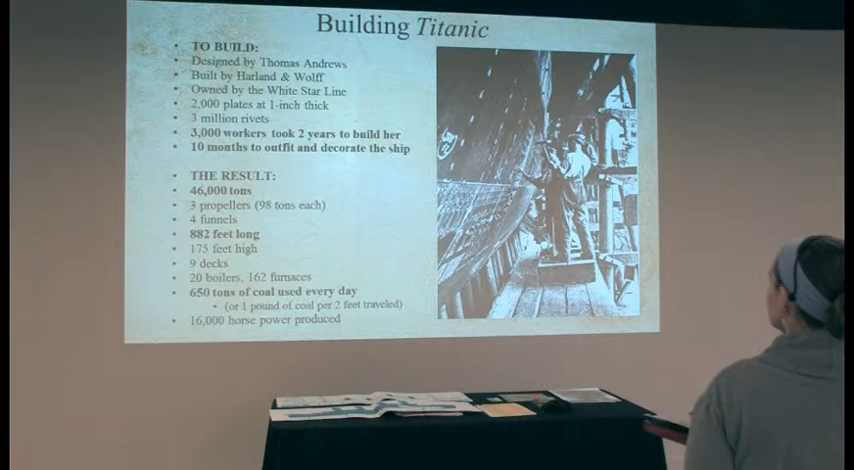 Building Titanic
• TO BUILD:
• Designed by Thomas Andrews
• Built by Harland & Wolff
• Owned by the White Star Line
• 2,000 plates at 1-inch thick
• 3 million rivets
• 3,000 workers took 2 years to build her
• 10 months to outfit and decorate the ship
• THE RESULT:
• 46,000 tons
• 3 propellers (98 tons each)
• 4 funnels
• 882 feet long
• 175 feet high
• 9 decks
• 20 boilers, 162 furnaces
• 650 tons of coal used every day
• (or 1 pound of coal per 2 feet traveled)
• 16,000 horse power produced